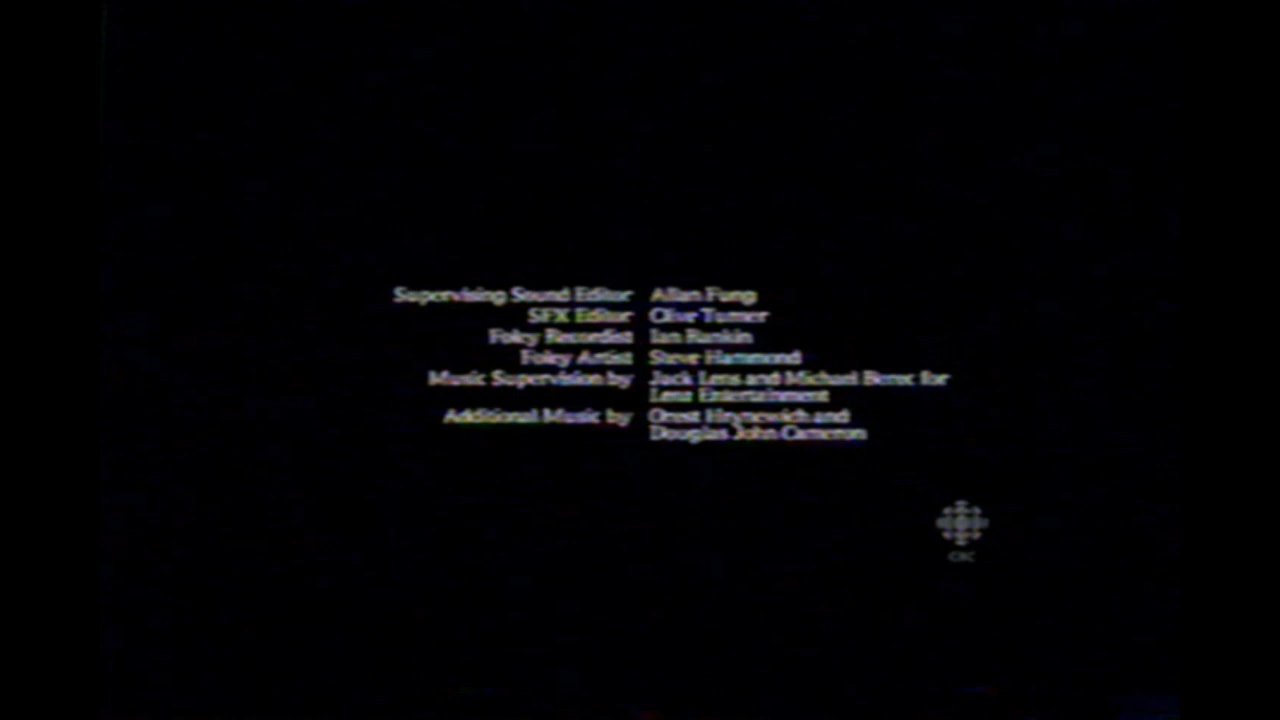 Supervising Sound Editor Allan Fung
SFX Editor Clive Turner
Foley Recordist Ian Rankin
Foley Artist Steve Hammond
Music Supervision by Jack Lenz and Michael Berec for
Lenz Entertainment
Additional Music by Orest Hrynewich and
Douglas John Cameron
CBC